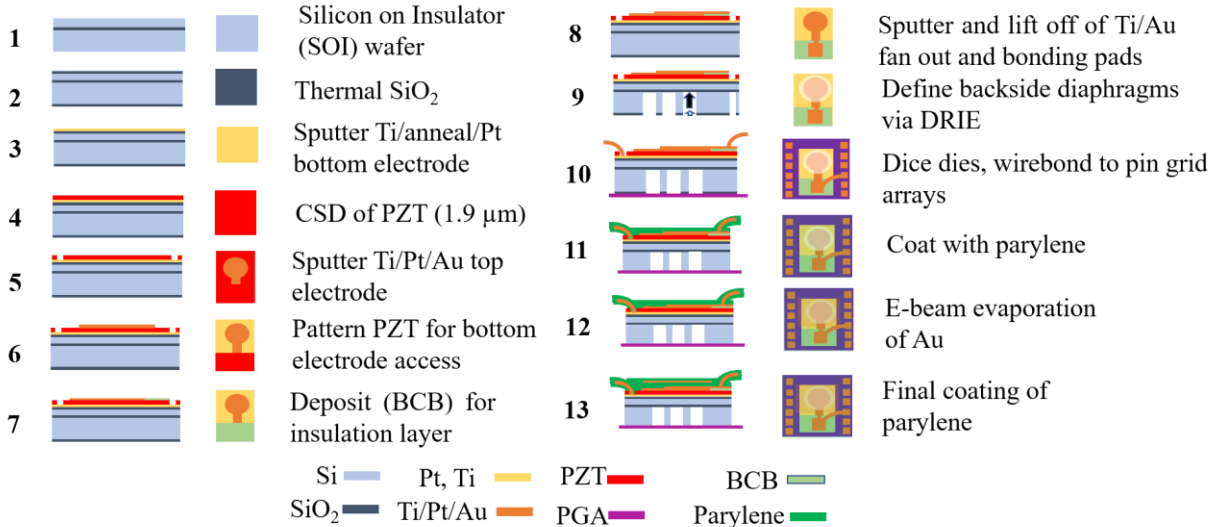 1
Silicon on Insulator
(SOI) wafer
2
Thermal SiO₂
3
Sputter Ti/anneal/Pt
bottom electrode
4
CSD of PZT (1.9 µm)
5
Sputter Ti/Pt/Au top
electrode
6
Pattern PZT for bottom
electrode access
7
Deposit (BCB) for
insulation layer
8
Sputter and lift off of Ti/Au
fan out and bonding pads
9
Define backside diaphragms
via DRIE
10
Dice dies, wirebond to pin grid
arrays
11
Coat with parylene
12
E-beam evaporation
of Au
13
Final coating of
parylene
Si Pt, Ti PZT BCB
SiO₂ Ti/Pt/Au PGA Parylene